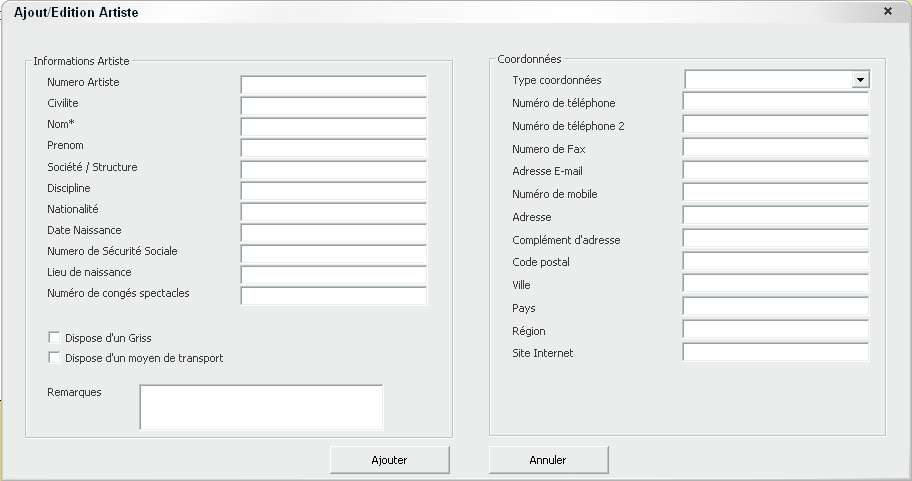 Ajout/Edition Artiste
Informations Artiste
Numero Artiste
Civilite
Nom*
Prenom
Société / Structure
Discipline
Nationalité
Date Naissance
Numero de Sécurité Sociale
Lieu de naissance
Numéro de congés spectacles
Dispose d'un Griss
Dispose d'un moyen de transport
Remarques
Coordonnées
Type coordonnées
Numéro de téléphone
Numéro de téléphone 2
Numero de Fax
Adresse E-mail
Numéro de mobile
Adresse
Complément d'adresse
Code postal
Ville
Pays
Région
Site Internet
Ajouter
Annuler